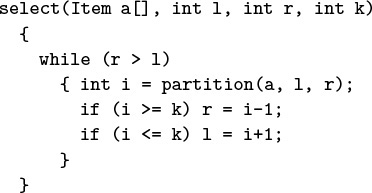 select(Item a[], int l, int r, int k)
  {
    while (r > l)
      { int i = partition(a, l, r);
        if (i >= k) r = i-1;
        if (i <= k) l = i+1;
      }
  }